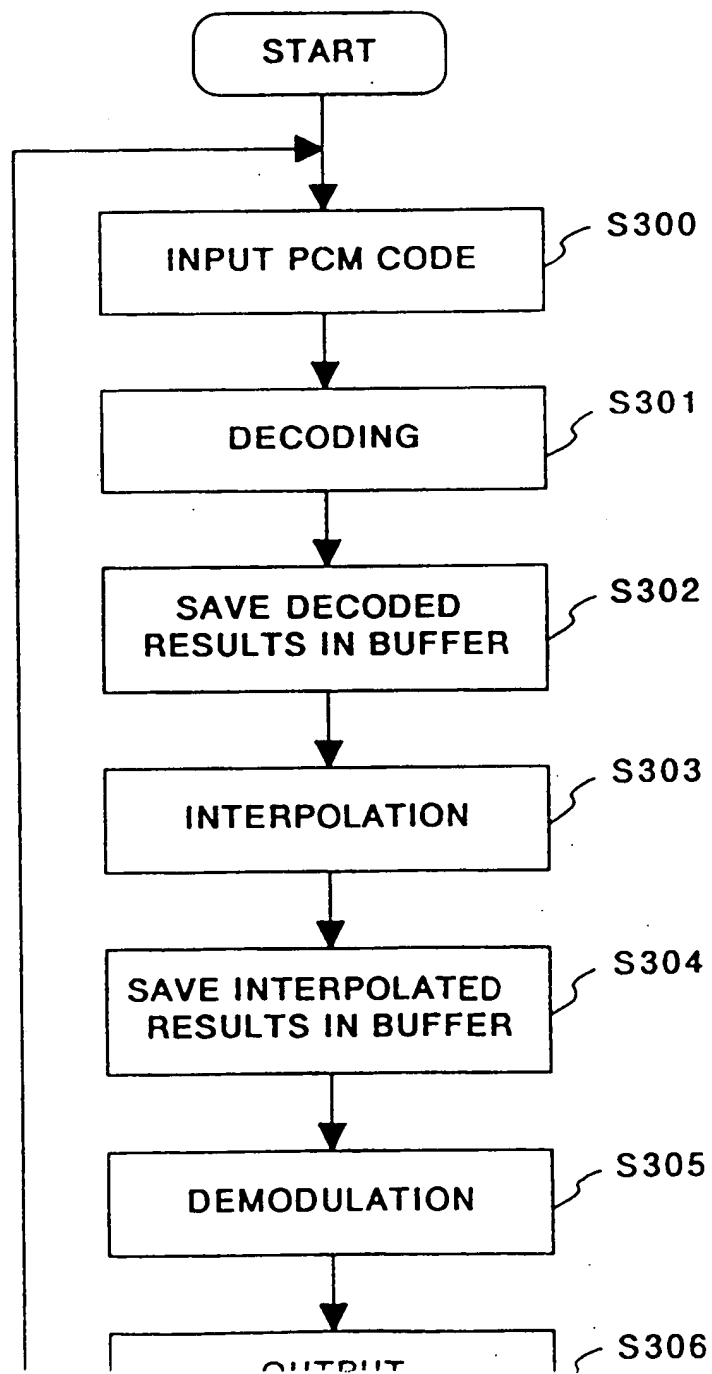 START
INPUT PCM CODE
S300
DECODING
S301
SAVE DECODED
RESULTS IN BUFFER
S302
INTERPOLATION
S303
SAVE INTERPOLATED
RESULTS IN BUFFER
S304
DEMODULATION
S305
OUTPUT
S306